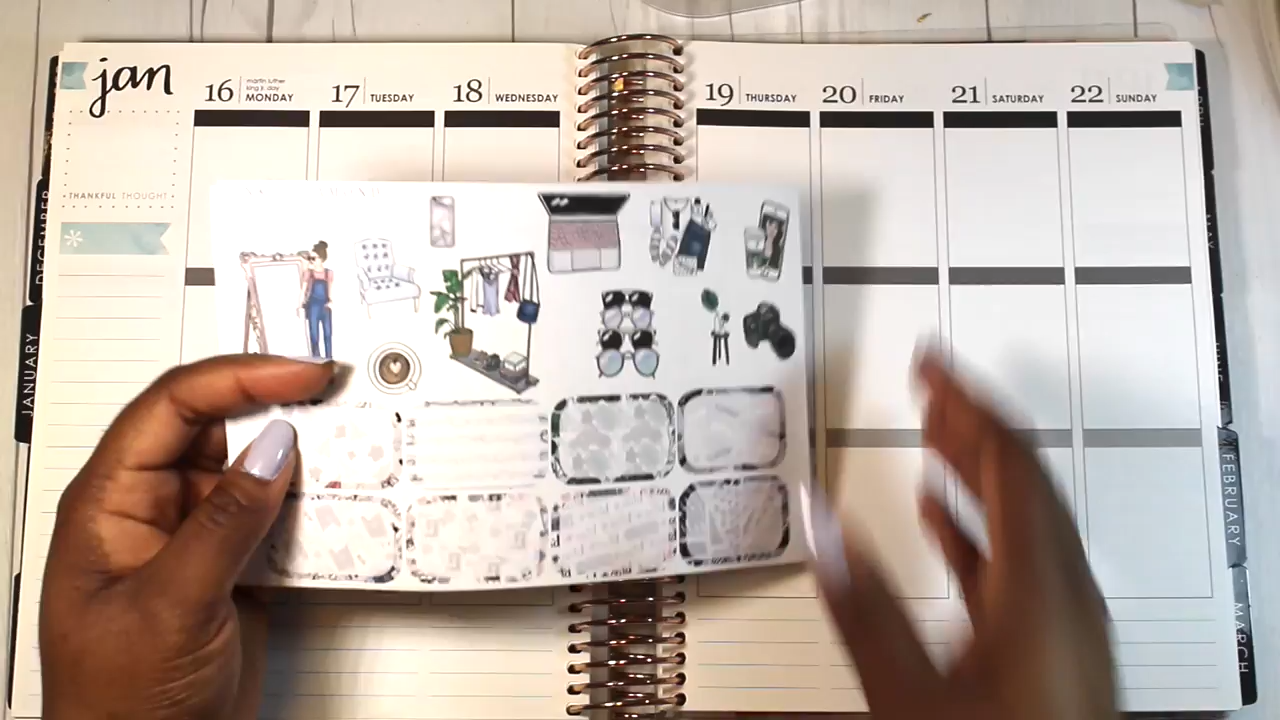 jan
16 martin luther king jr. day MONDAY
17 TUESDAY
18 WEDNESDAY
19 THURSDAY
20 FRIDAY
21 SATURDAY
22 SUNDAY
THANKFUL THOUGHT
DECEMBER
JANUARY
FEBRUARY
MARCH